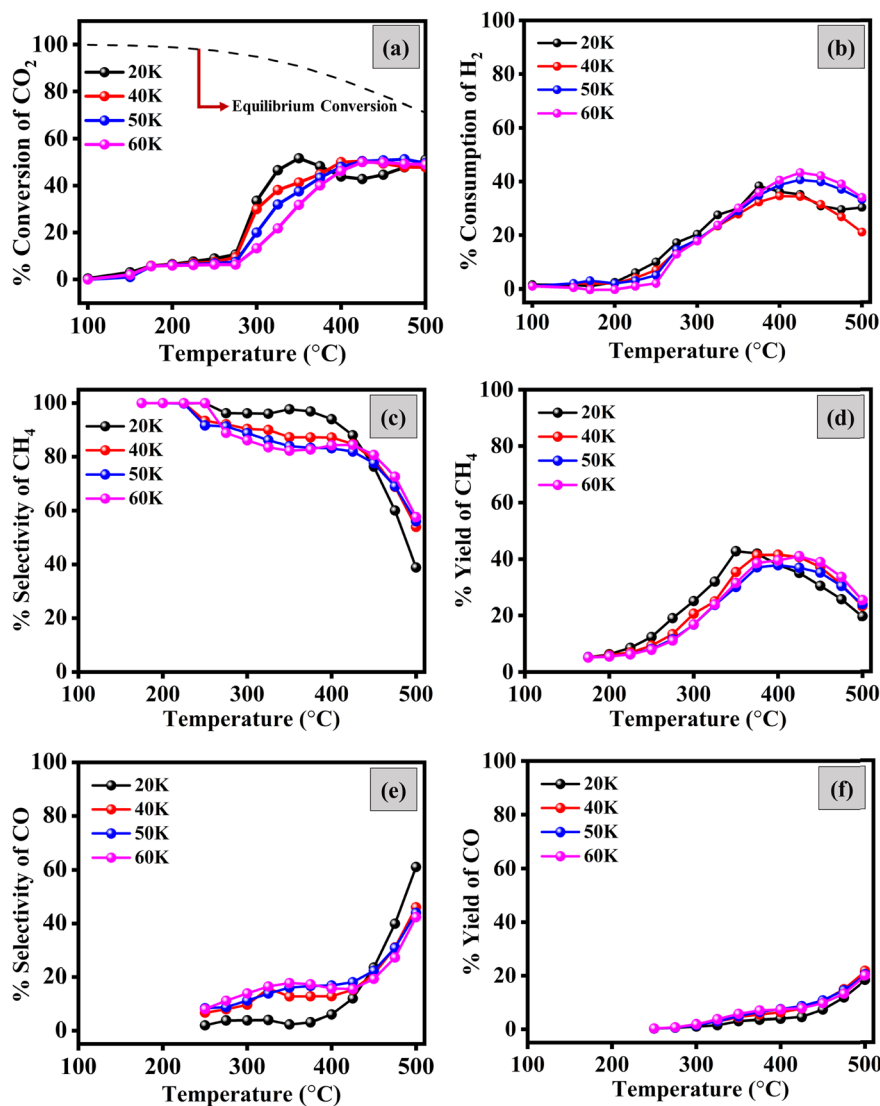 (a)
% Conversion of CO2
100
80
60
40
20
0
20K
40K
50K
60K
Equilibrium Conversion
100 200 300 400 500
Temperature (°C)
(b)
% Consumption of H2
100
80
60
40
20
0
20K
40K
50K
60K
100 200 300 400 500
Temperature (°C)
(c)
% Selectivity of CH4
100
80
60
40
20
0
20K
40K
50K
60K
100 200 300 400 500
Temperature (°C)
(d)
% Yield of CH4
100
80
60
40
20
0
20K
40K
50K
60K
100 200 300 400 500
Temperature (°C)
(e)
% Selectivity of CO
100
80
60
40
20
0
20K
40K
50K
60K
100 200 300 400 500
Temperature (°C)
(f)
% Yield of CO
100
80
60
40
20
0
20K
40K
50K
60K
100 200 300 400 500
Temperature (°C)